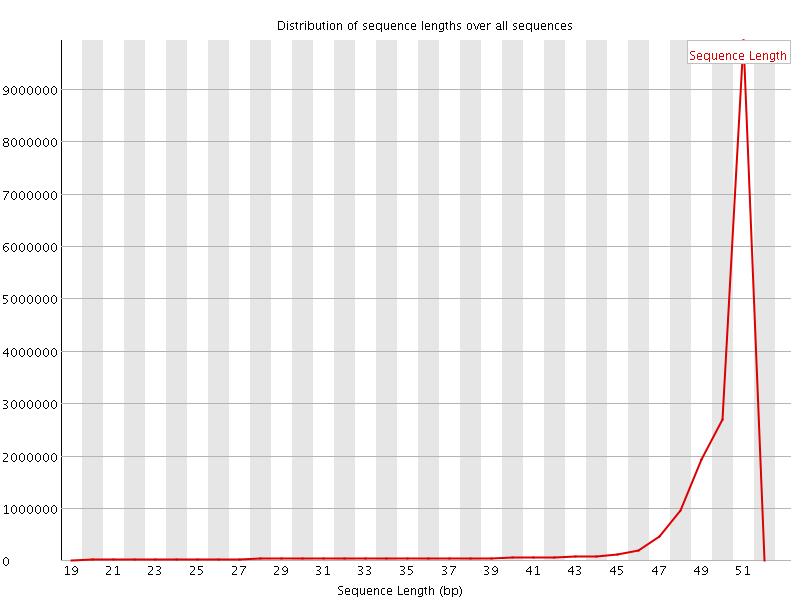 Distribution of sequence lengths over all sequences
Sequence Length
9000000
8000000
7000000
6000000
5000000
4000000
3000000
2000000
1000000
0
19 21 23 25 27 29 31 33 35 37 39 41 43 45 47 49 51
Sequence Length (bp)